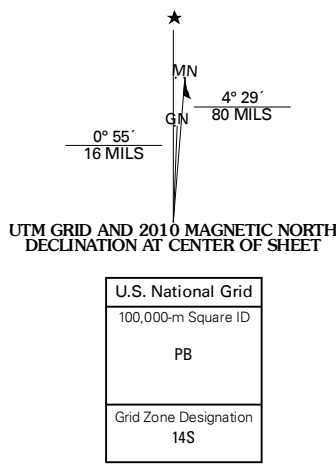 MN
GN
4° 29´
80 MILS
0° 55´
16 MILS
UTM GRID AND 2010 MAGNETIC NORTH
DECLINATION AT CENTER OF SHEET
U.S. National Grid
100,000-m Square ID
PB
Grid Zone Designation
14S